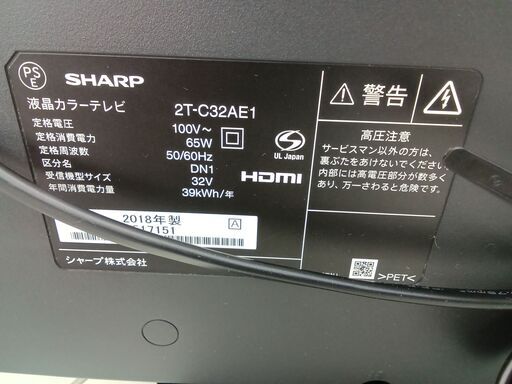 PS
E
SHARP
液晶カラーテレビ 2T-C32AE1
定格電圧 100V～
定格消費電力 65W
定格周波数 50/60Hz
区分名 DN1
受信機型サイズ 32V
年間消費電力量 39kWh/年
UL Japan
HDMI
2018年製 A
17151
シャープ株式会社
警告
高圧注意
サービスマン以外の方は、
裏ぶたをあけないでください。
内部には高電圧部分が数多く
あり、万一さわると危険です。
>PET<